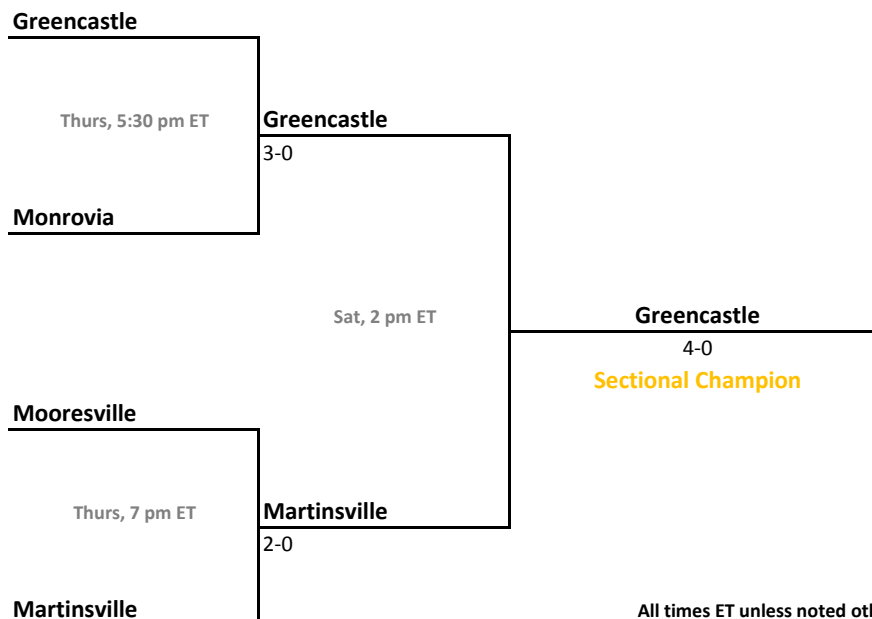 Greencastle
Thurs, 5:30 pm ET
Greencastle
3-0
Monrovia
Sat, 2 pm ET
Greencastle
4-0
Sectional Champion
Mooresville
Thurs, 7 pm ET
Martinsville
2-0
Martinsville
All times ET unless noted